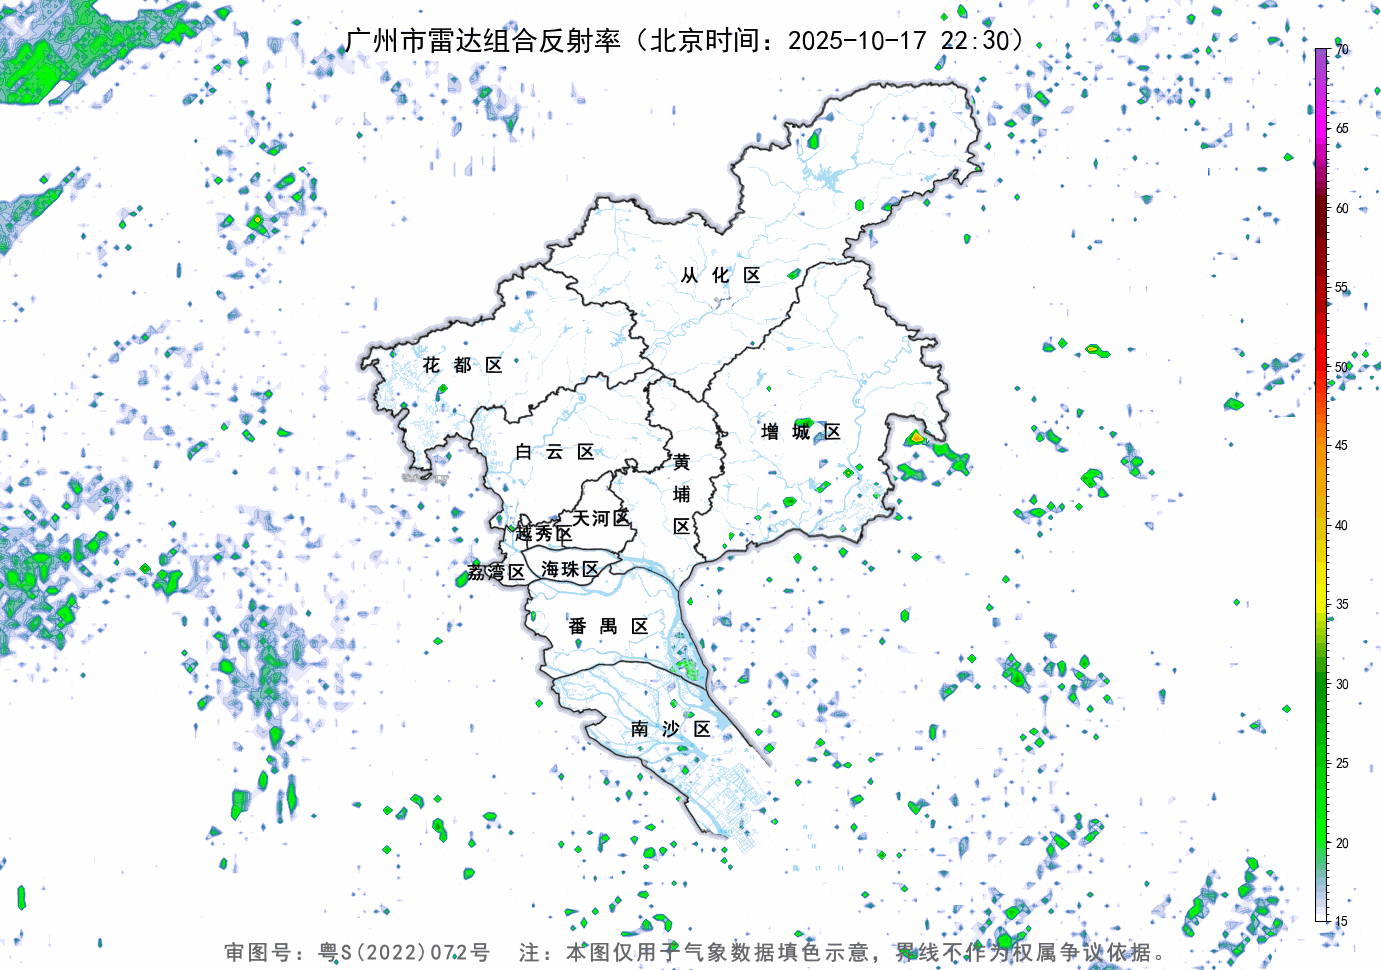 广州市雷达组合反射率（北京时间：2025-10-17 22:30）
70
65
60
55
50
45
40
35
30
25
20
15
从化区
花都区
增城区
白云区
黄埔区
天河区
越秀区
荔湾区
海珠区
番禺区
南沙区
审图号：粤S(2022)072号 注：本图仅用于气象数据填色示意，界线不作为权属争议依据。